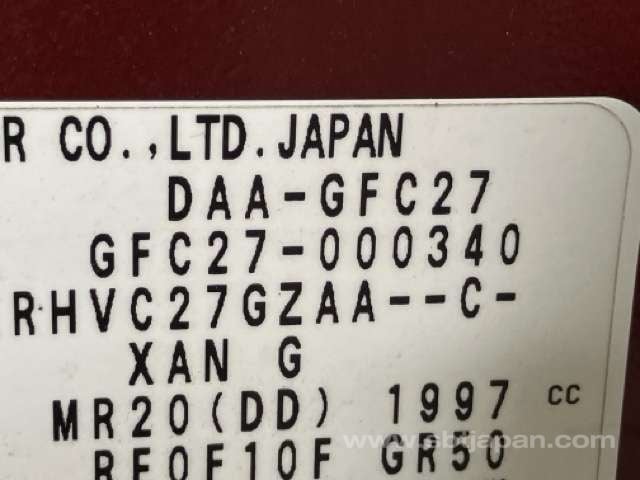 R CO.,LTD.JAPAN
DAA-GFC27
GFC27-000340
RHVC27GZAA--C-
XAN G
MR20(DD) 1997 cc
RE0F10F GR50
www.sbtjapan.com